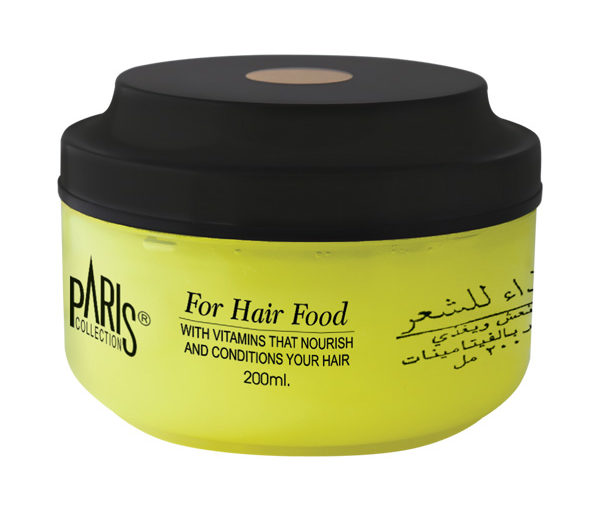 PARIS®
COLLECTION
For Hair Food
WITH VITAMINS THAT NOURISH
AND CONDITIONS YOUR HAIR
200ml.
للشعر
ويغذي
بالفيتامينات
٢٠٠ مل